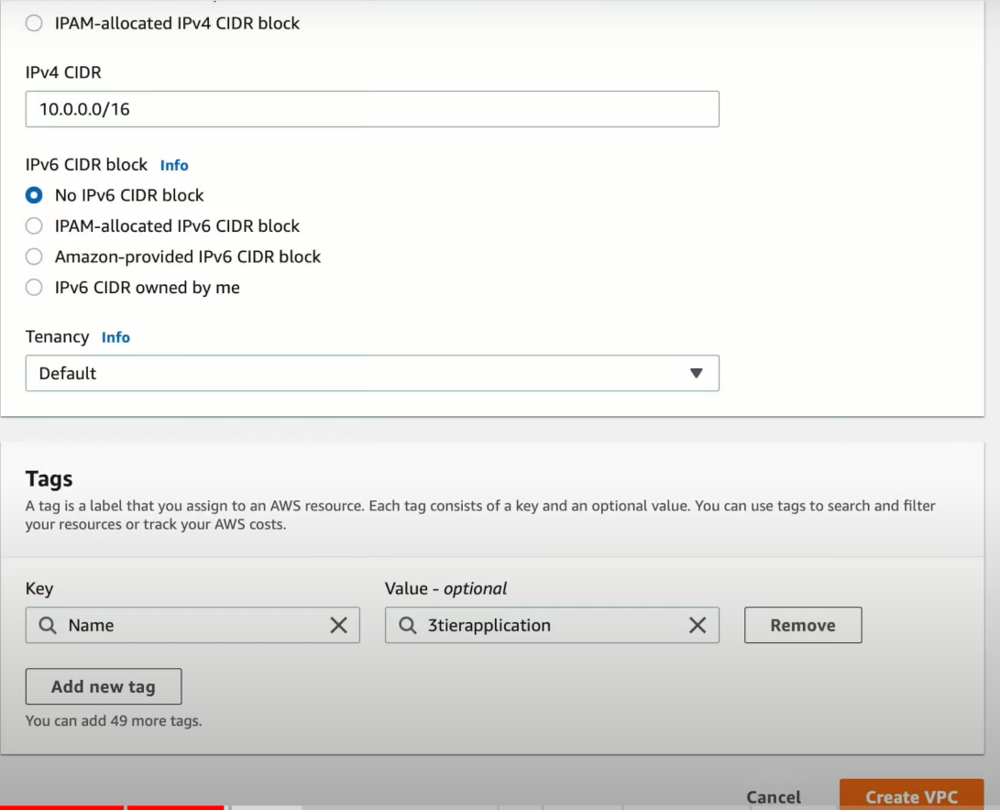 IPAM-allocated IPv4 CIDR block
IPv4 CIDR
10.0.0.0/16
IPv6 CIDR block Info
No IPv6 CIDR block
IPAM-allocated IPv6 CIDR block
Amazon-provided IPv6 CIDR block
IPv6 CIDR owned by me
Tenancy Info
Default
Tags
A tag is a label that you assign to an AWS resource. Each tag consists of a key and an optional value. You can use tags to search and filter
your resources or track your AWS costs.
Key Value - optional
Name 3tierapplication Remove
Add new tag
You can add 49 more tags.
Cancel Create VPC